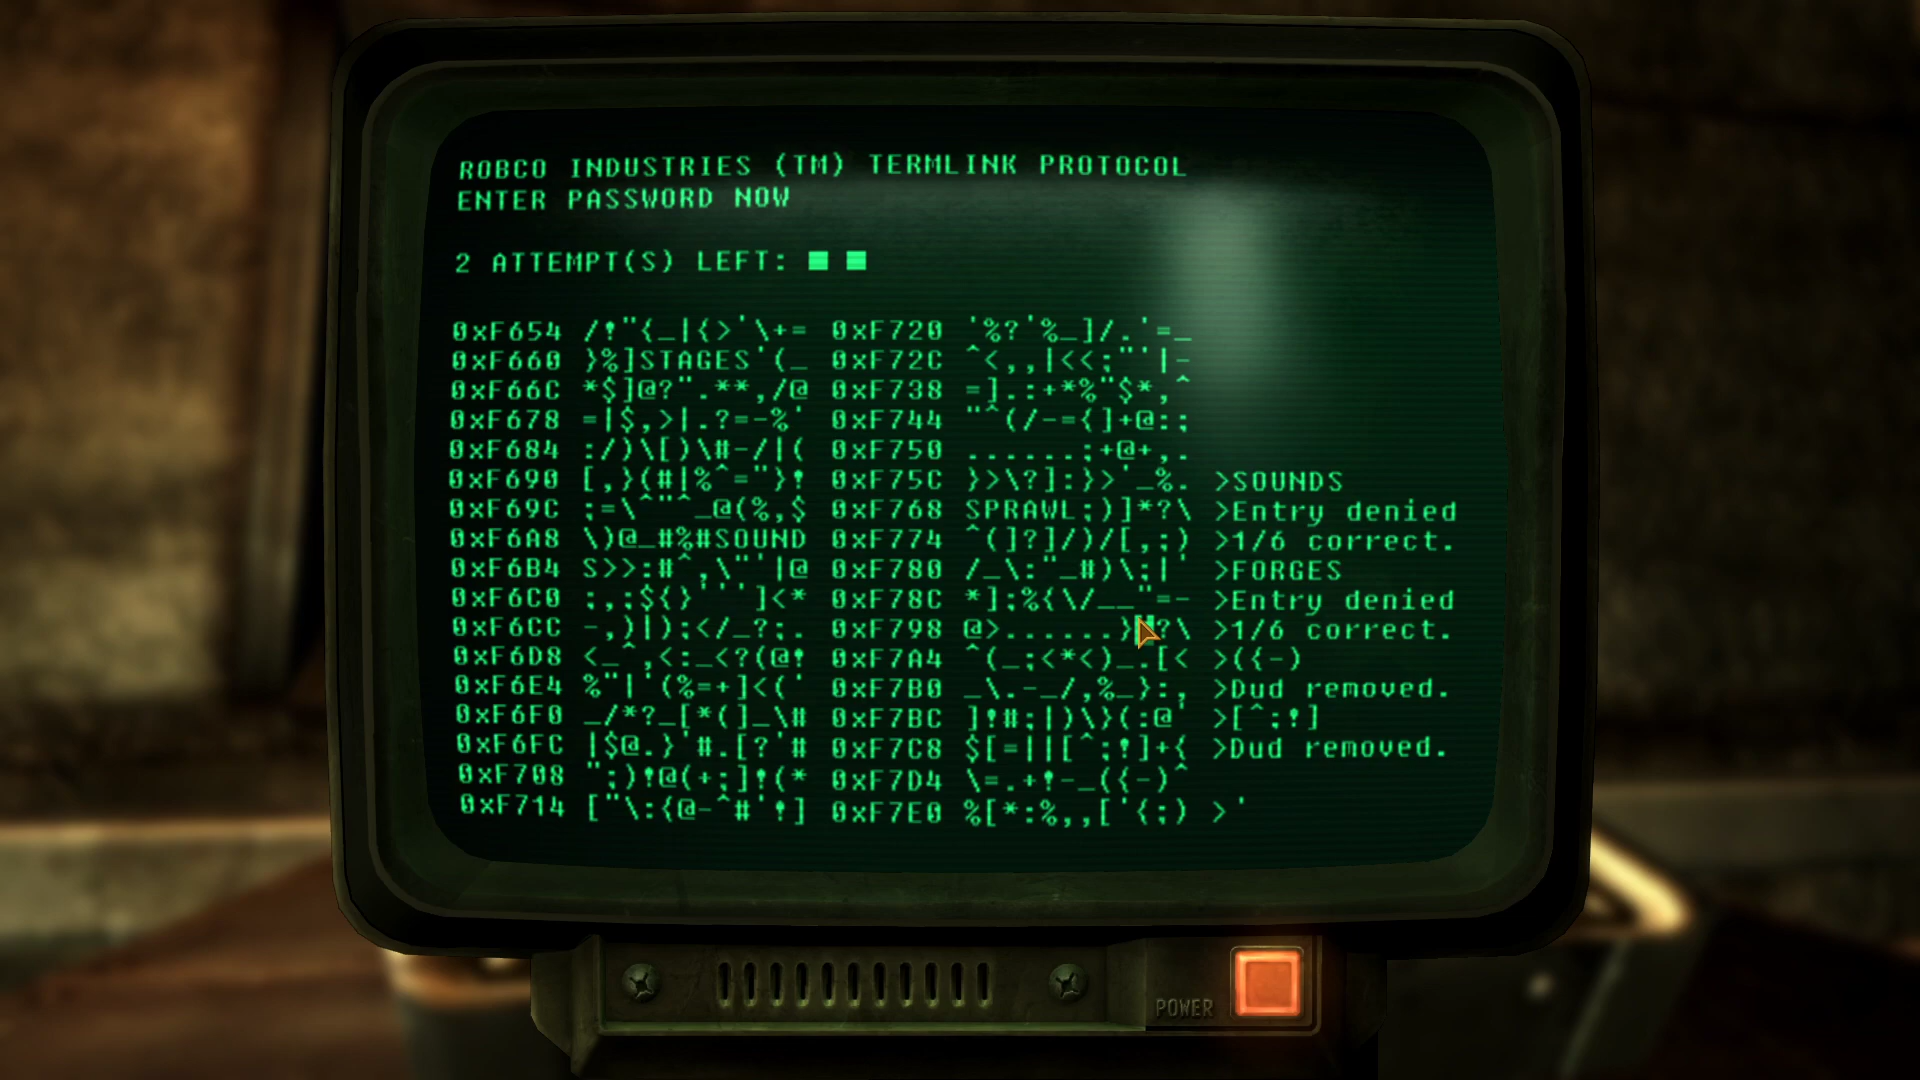 ROBCO INDUSTRIES (TM) TERMLINK PROTOCOL
ENTER PASSWORD NOW
2 ATTEMPT(S) LEFT: ■ ■
0xF654 /!"{_|{>'\+= 0xF720 '%?'%_]/.'=_
0xF660 }%]STAGES'(_ 0xF72C ^<,,|<<;"'|-
0xF66C *$]@?".**,/@ 0xF738 =].:+*%"$*,^
0xF678 =|$,>|.?=-%' 0xF744 "^(/-={]+@:;
0xF684 :/)\[)\#-/|( 0xF750 ......;+@+,.
0xF690 [,}(#|%^="}! 0xF75C }>\?]:}>'_%. >SOUNDS
0xF69C ;=\^"^_@(%,$ 0xF768 SPRAWL;)]*?\ >Entry denied
0xF6A8 \)@_#%#SOUND 0xF774 ^(]?]/)/[,;) >1/6 correct.
0xF6B4 S>>:#^,\"'|@ 0xF780 /_\:"_#)\;|' >FORGES
0xF6C0 :,;${}''']<* 0xF78C *];%{\/__"=- >Entry denied
0xF6CC -,)|);</_?;. 0xF798 @>......} ?\ >1/6 correct.
0xF6D8 <_^,<:_<?(@! 0xF7A4 ^(_;<*<)_.[< >({-)
0xF6E4 %"|'(%=+]<(' 0xF7B0 _\.-_/,%_}:, >Dud removed.
0xF6F0 _/*?_[*(]_\# 0xF7BC ]!#;|)\}(:@' >[^;!]
0xF6FC |$@.}'#.[?'# 0xF7C8 $[=||[^;!]+{ >Dud removed.
0xF708 ";)!@(+;]!(* 0xF7D4 \=.+!-_({-)^
0xF714 ["\:{@-^#'!] 0xF7E0 %[*:%,,['{;) >'
POWER